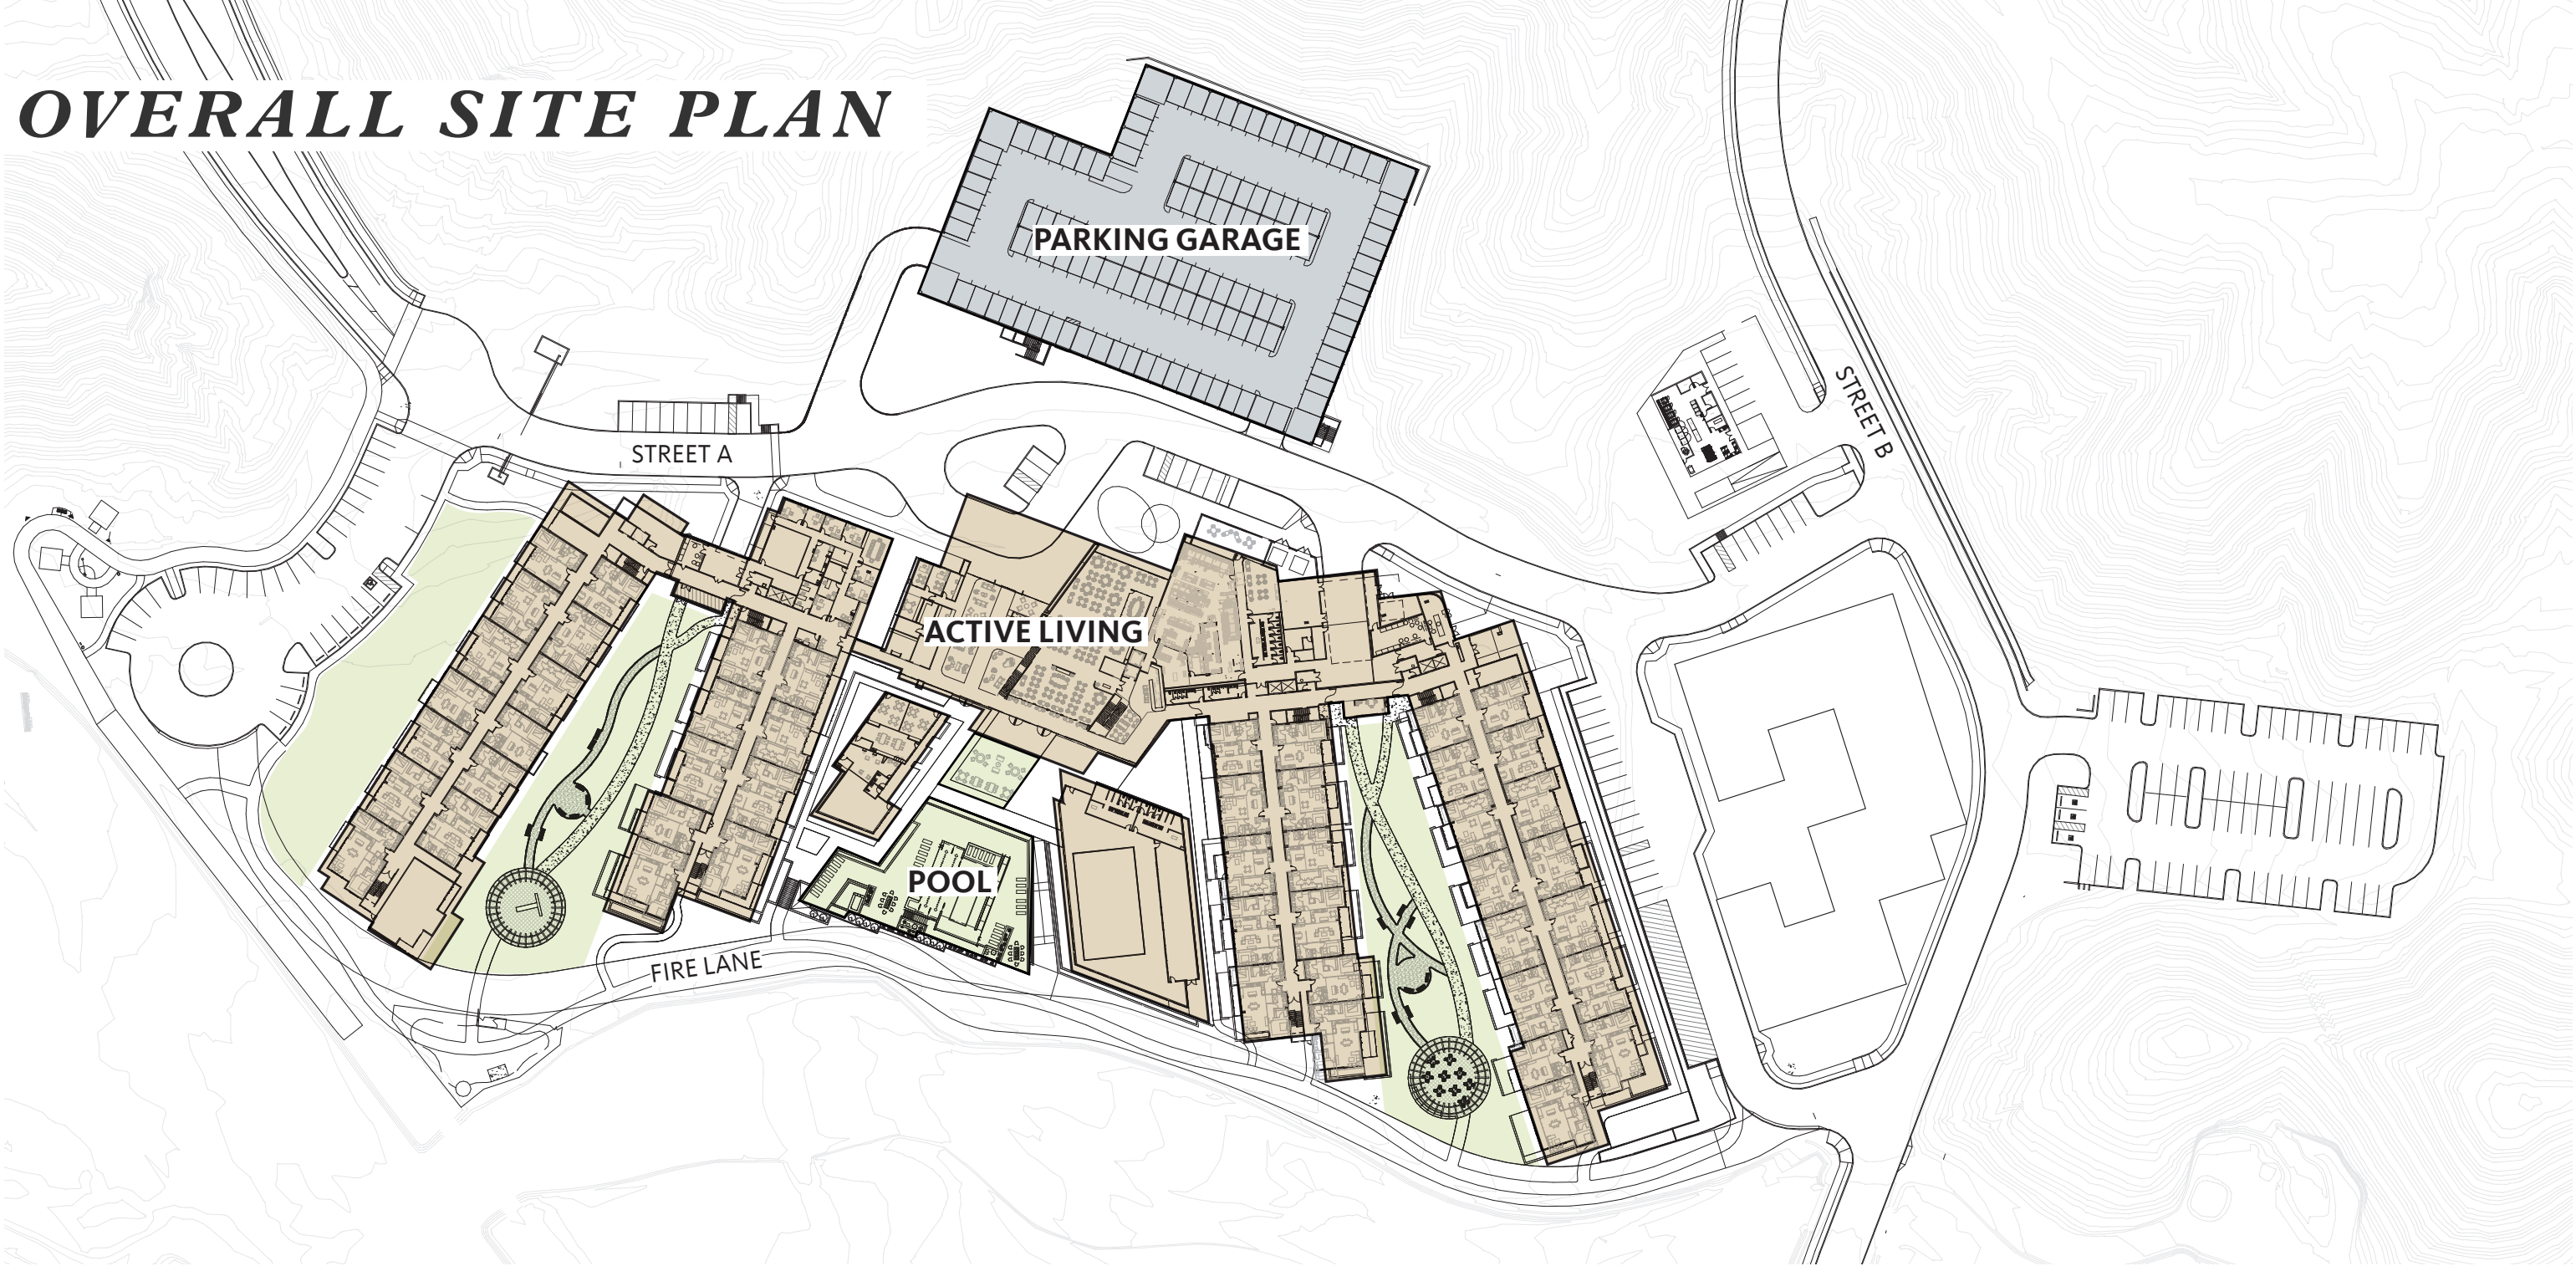 OVERALL SITE PLAN
PARKING GARAGE
STREET B
STREET A
ACTIVE LIVING
POOL
FIRE LANE